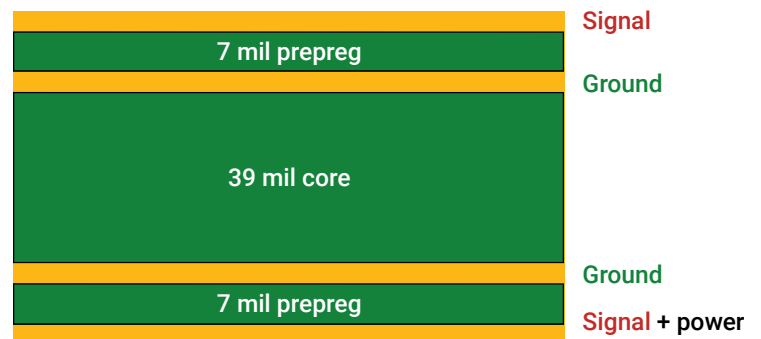 Signal
7 mil prepreg
Ground
39 mil core
Ground
7 mil prepreg
Signal + power